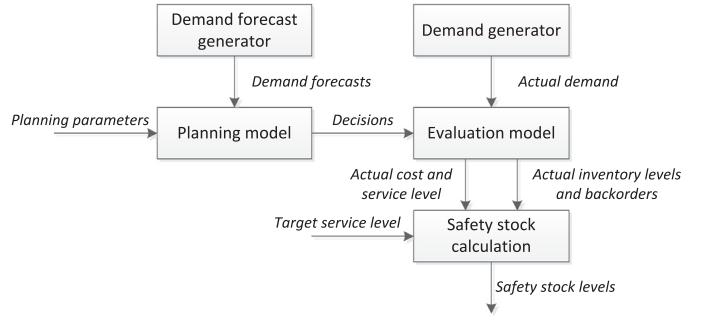 Demand forecast
generator
Demand generator
Demand forecasts
Actual demand
Planning parameters
Planning model
Decisions
Evaluation model
Actual cost and
service level
Actual inventory levels
and backorders
Target service level
Safety stock
calculation
Safety stock levels